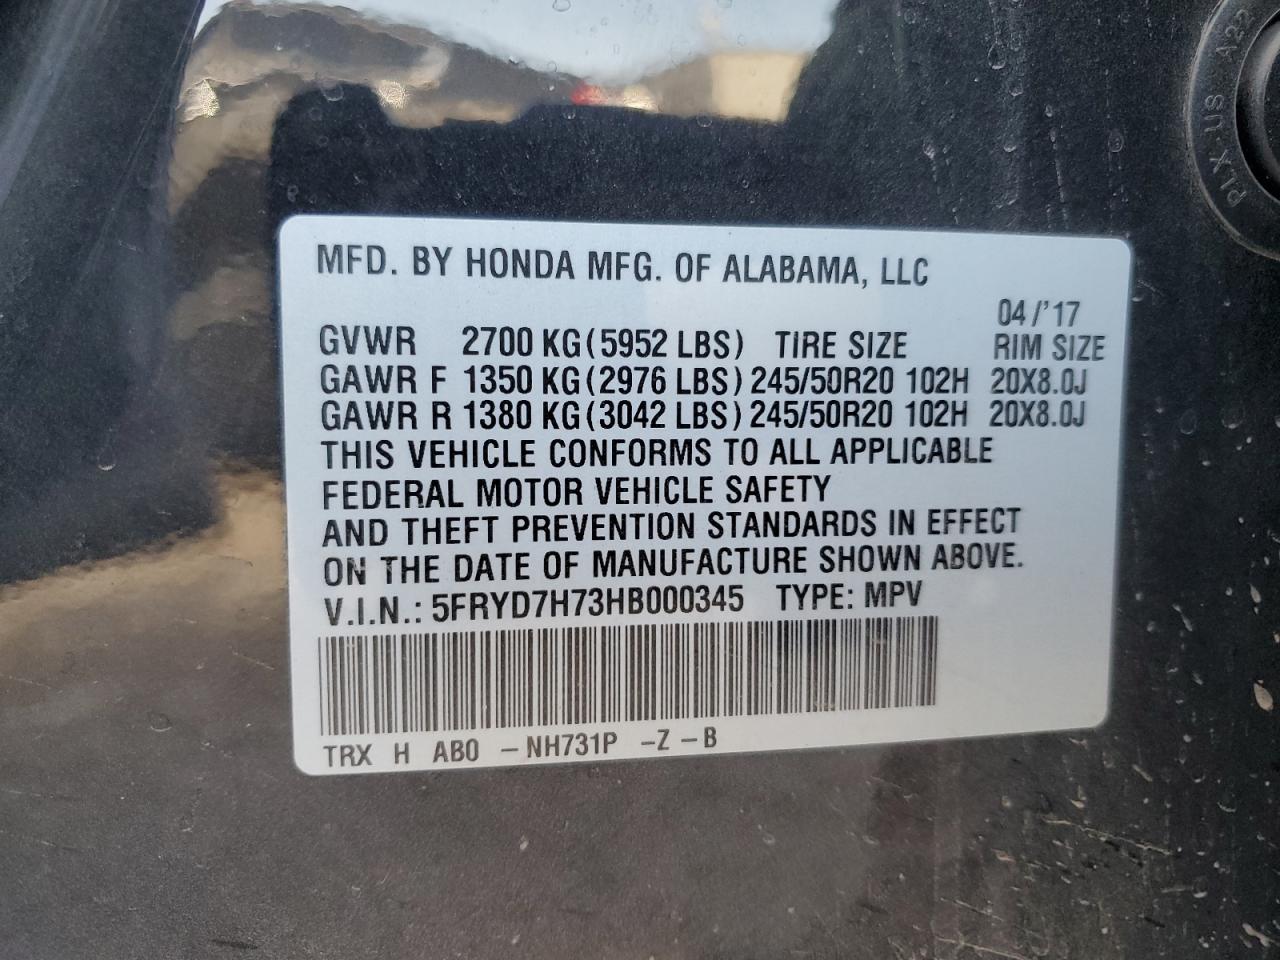 PLX-US A22
MFD. BY HONDA MFG. OF ALABAMA, LLC
04/'17
GVWR 2700 KG(5952 LBS) TIRE SIZE RIM SIZE
GAWR F 1350 KG(2976 LBS) 245/50R20 102H 20X8.0J
GAWR R 1380 KG(3042 LBS) 245/50R20 102H 20X8.0J
THIS VEHICLE CONFORMS TO ALL APPLICABLE
FEDERAL MOTOR VEHICLE SAFETY
AND THEFT PREVENTION STANDARDS IN EFFECT
ON THE DATE OF MANUFACTURE SHOWN ABOVE.
V.I.N.: 5FRYD7H73HB000345 TYPE: MPV
TRX H AB0 -NH731P -Z -B